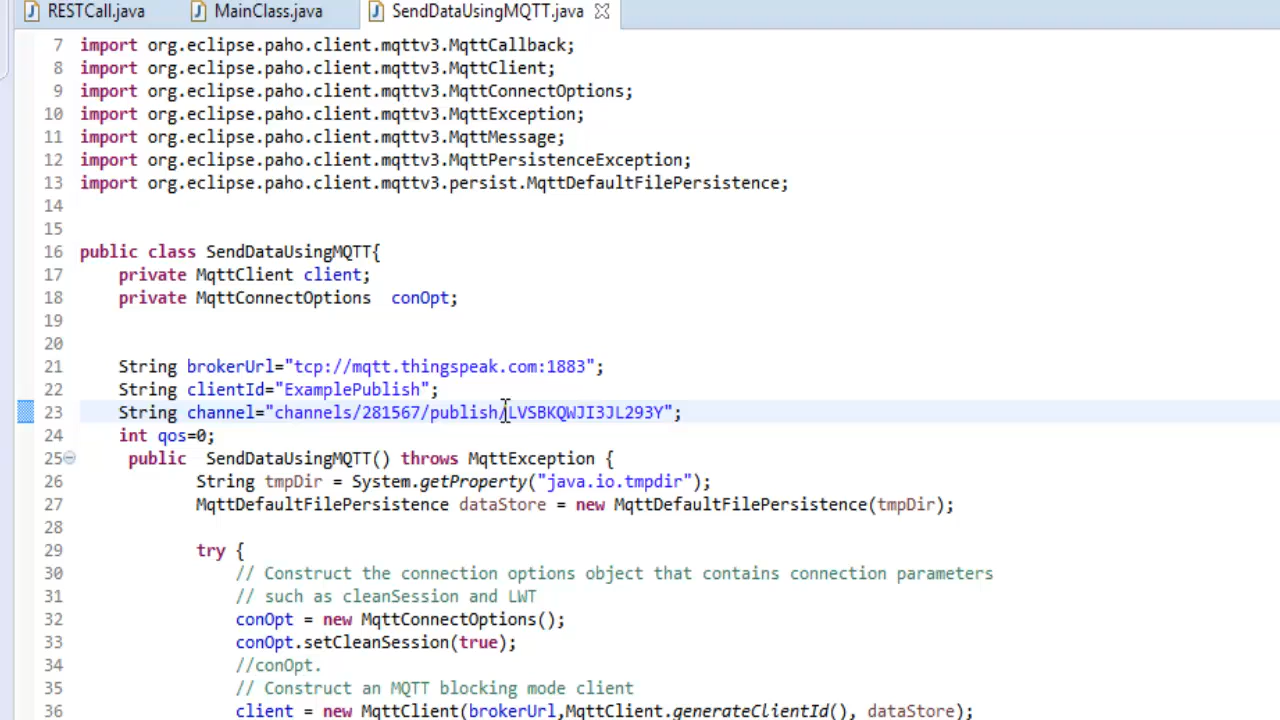 RESTCall.java MainClass.java SendDataUsingMQTT.java
7 import org.eclipse.paho.client.mqttv3.MqttCallback;
8 import org.eclipse.paho.client.mqttv3.MqttClient;
9 import org.eclipse.paho.client.mqttv3.MqttConnectOptions;
10 import org.eclipse.paho.client.mqttv3.MqttException;
11 import org.eclipse.paho.client.mqttv3.MqttMessage;
12 import org.eclipse.paho.client.mqttv3.MqttPersistenceException;
13 import org.eclipse.paho.client.mqttv3.persist.MqttDefaultFilePersistence;
14
15
16 public class SendDataUsingMQTT{
17 private MqttClient client;
18 private MqttConnectOptions conOpt;
19
20
21 String brokerUrl="tcp://mqtt.thingspeak.com:1883";
22 String clientId="ExamplePublish";
23 String channel="channels/281567/publish/LVSBKQWJI3JL293Y";
24 int qos=0;
25 public SendDataUsingMQTT() throws MqttException {
26 String tmpDir = System.getProperty("java.io.tmpdir");
27 MqttDefaultFilePersistence dataStore = new MqttDefaultFilePersistence(tmpDir);
28
29 try {
30 // Construct the connection options object that contains connection parameters
31 // such as cleanSession and LWT
32 conOpt = new MqttConnectOptions();
33 conOpt.setCleanSession(true);
34 //conOpt.
35 // Construct an MQTT blocking mode client
36 client = new MqttClient(brokerUrl,MqttClient.generateClientId(), dataStore);